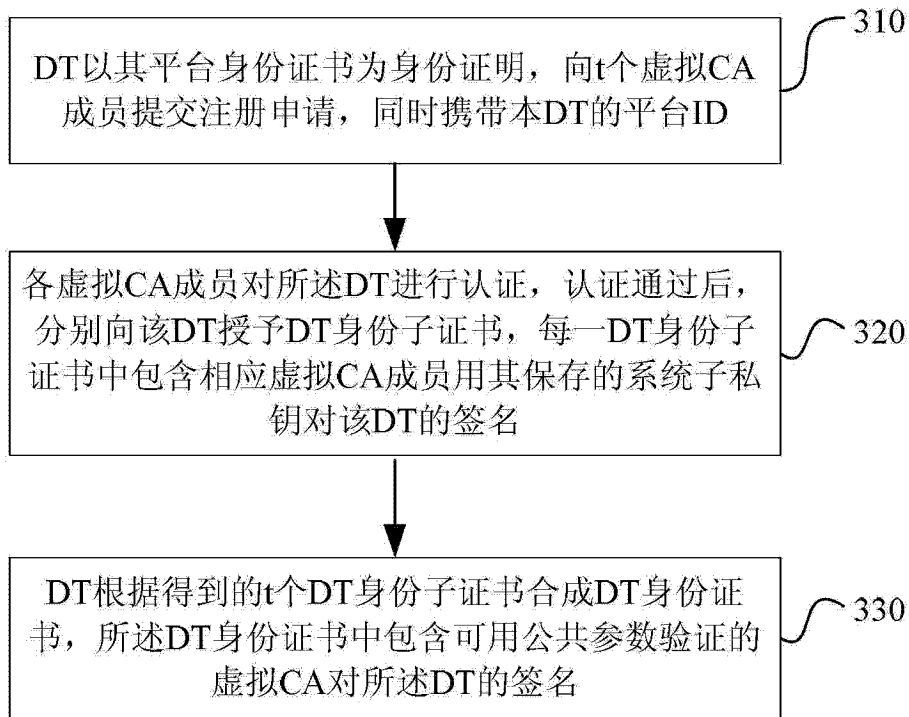 310
DT以其平台身份证书为身份证明，向t个虚拟CA
成员提交注册申请，同时携带本DT的平台ID
各虚拟CA成员对所述DT进行认证，认证通过后，
分别向该DT授予DT身份子证书，每一DT身份子
证书中包含相应虚拟CA成员用其保存的系统子私
钥对该DT的签名
320
DT根据得到的t个DT身份子证书合成DT身份证
书，所述DT身份证书中包含可用公共参数验证的
虚拟CA对所述DT的签名
330